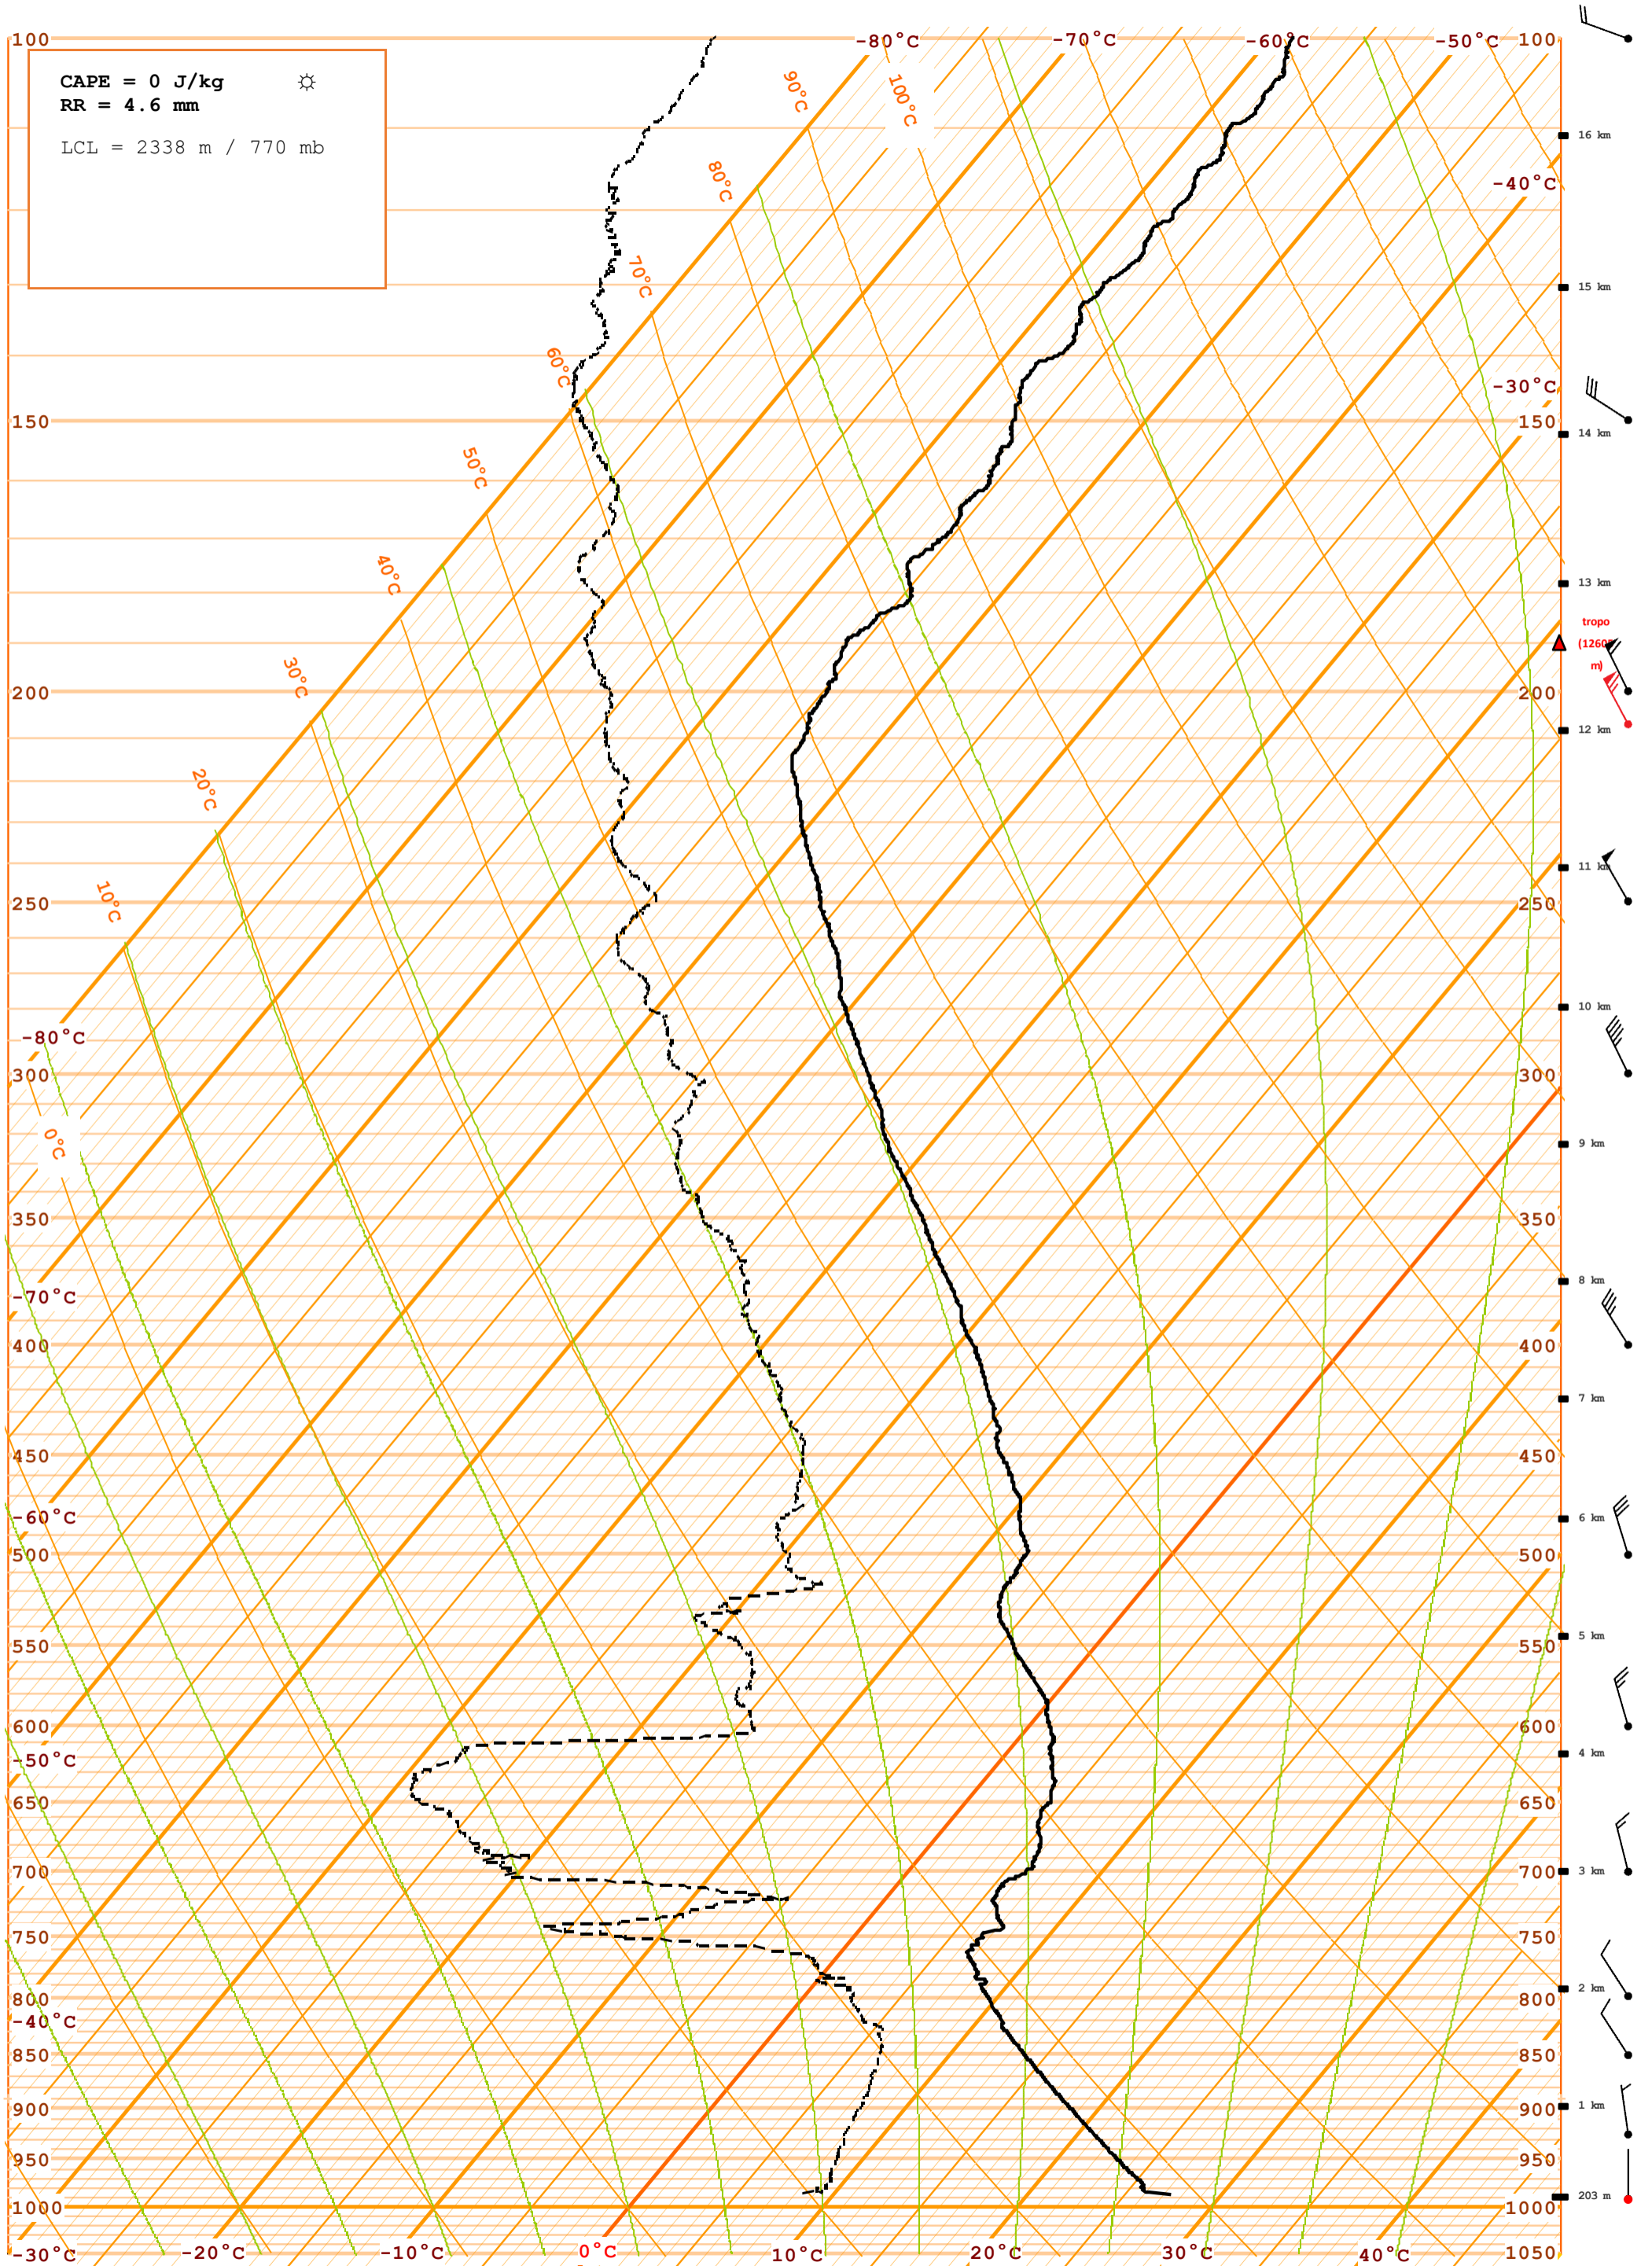 100 -80°C -70°C -60°C -50°C 100
CAPE = 0 J/kg ☼
RR = 4.6 mm
LCL = 2338 m / 770 mb
90°C 100°C
16 km
80°C -40°C
70°C 15 km
60°C -30°C
150 150
14 km
50°C
40°C 13 km
tropo
m)
30°C
200 200
12 km
20°C
11 km
10°C 250 250
10 km
-80°C
300 300
0°C 9 km
350 350
8 km
-70°C
400 400
7 km
450 450
-60°C 6 km
500 500
550 550 5 km
600 600
-50°C 4 km
650 650
700 700 3 km
750 750
2 km
800 800
-40°C
850 850
900 900 1 km
950 950
203 m
1000 1000
-30°C -20°C -10°C 0°C 10°C 20°C 30°C 40°C 1050